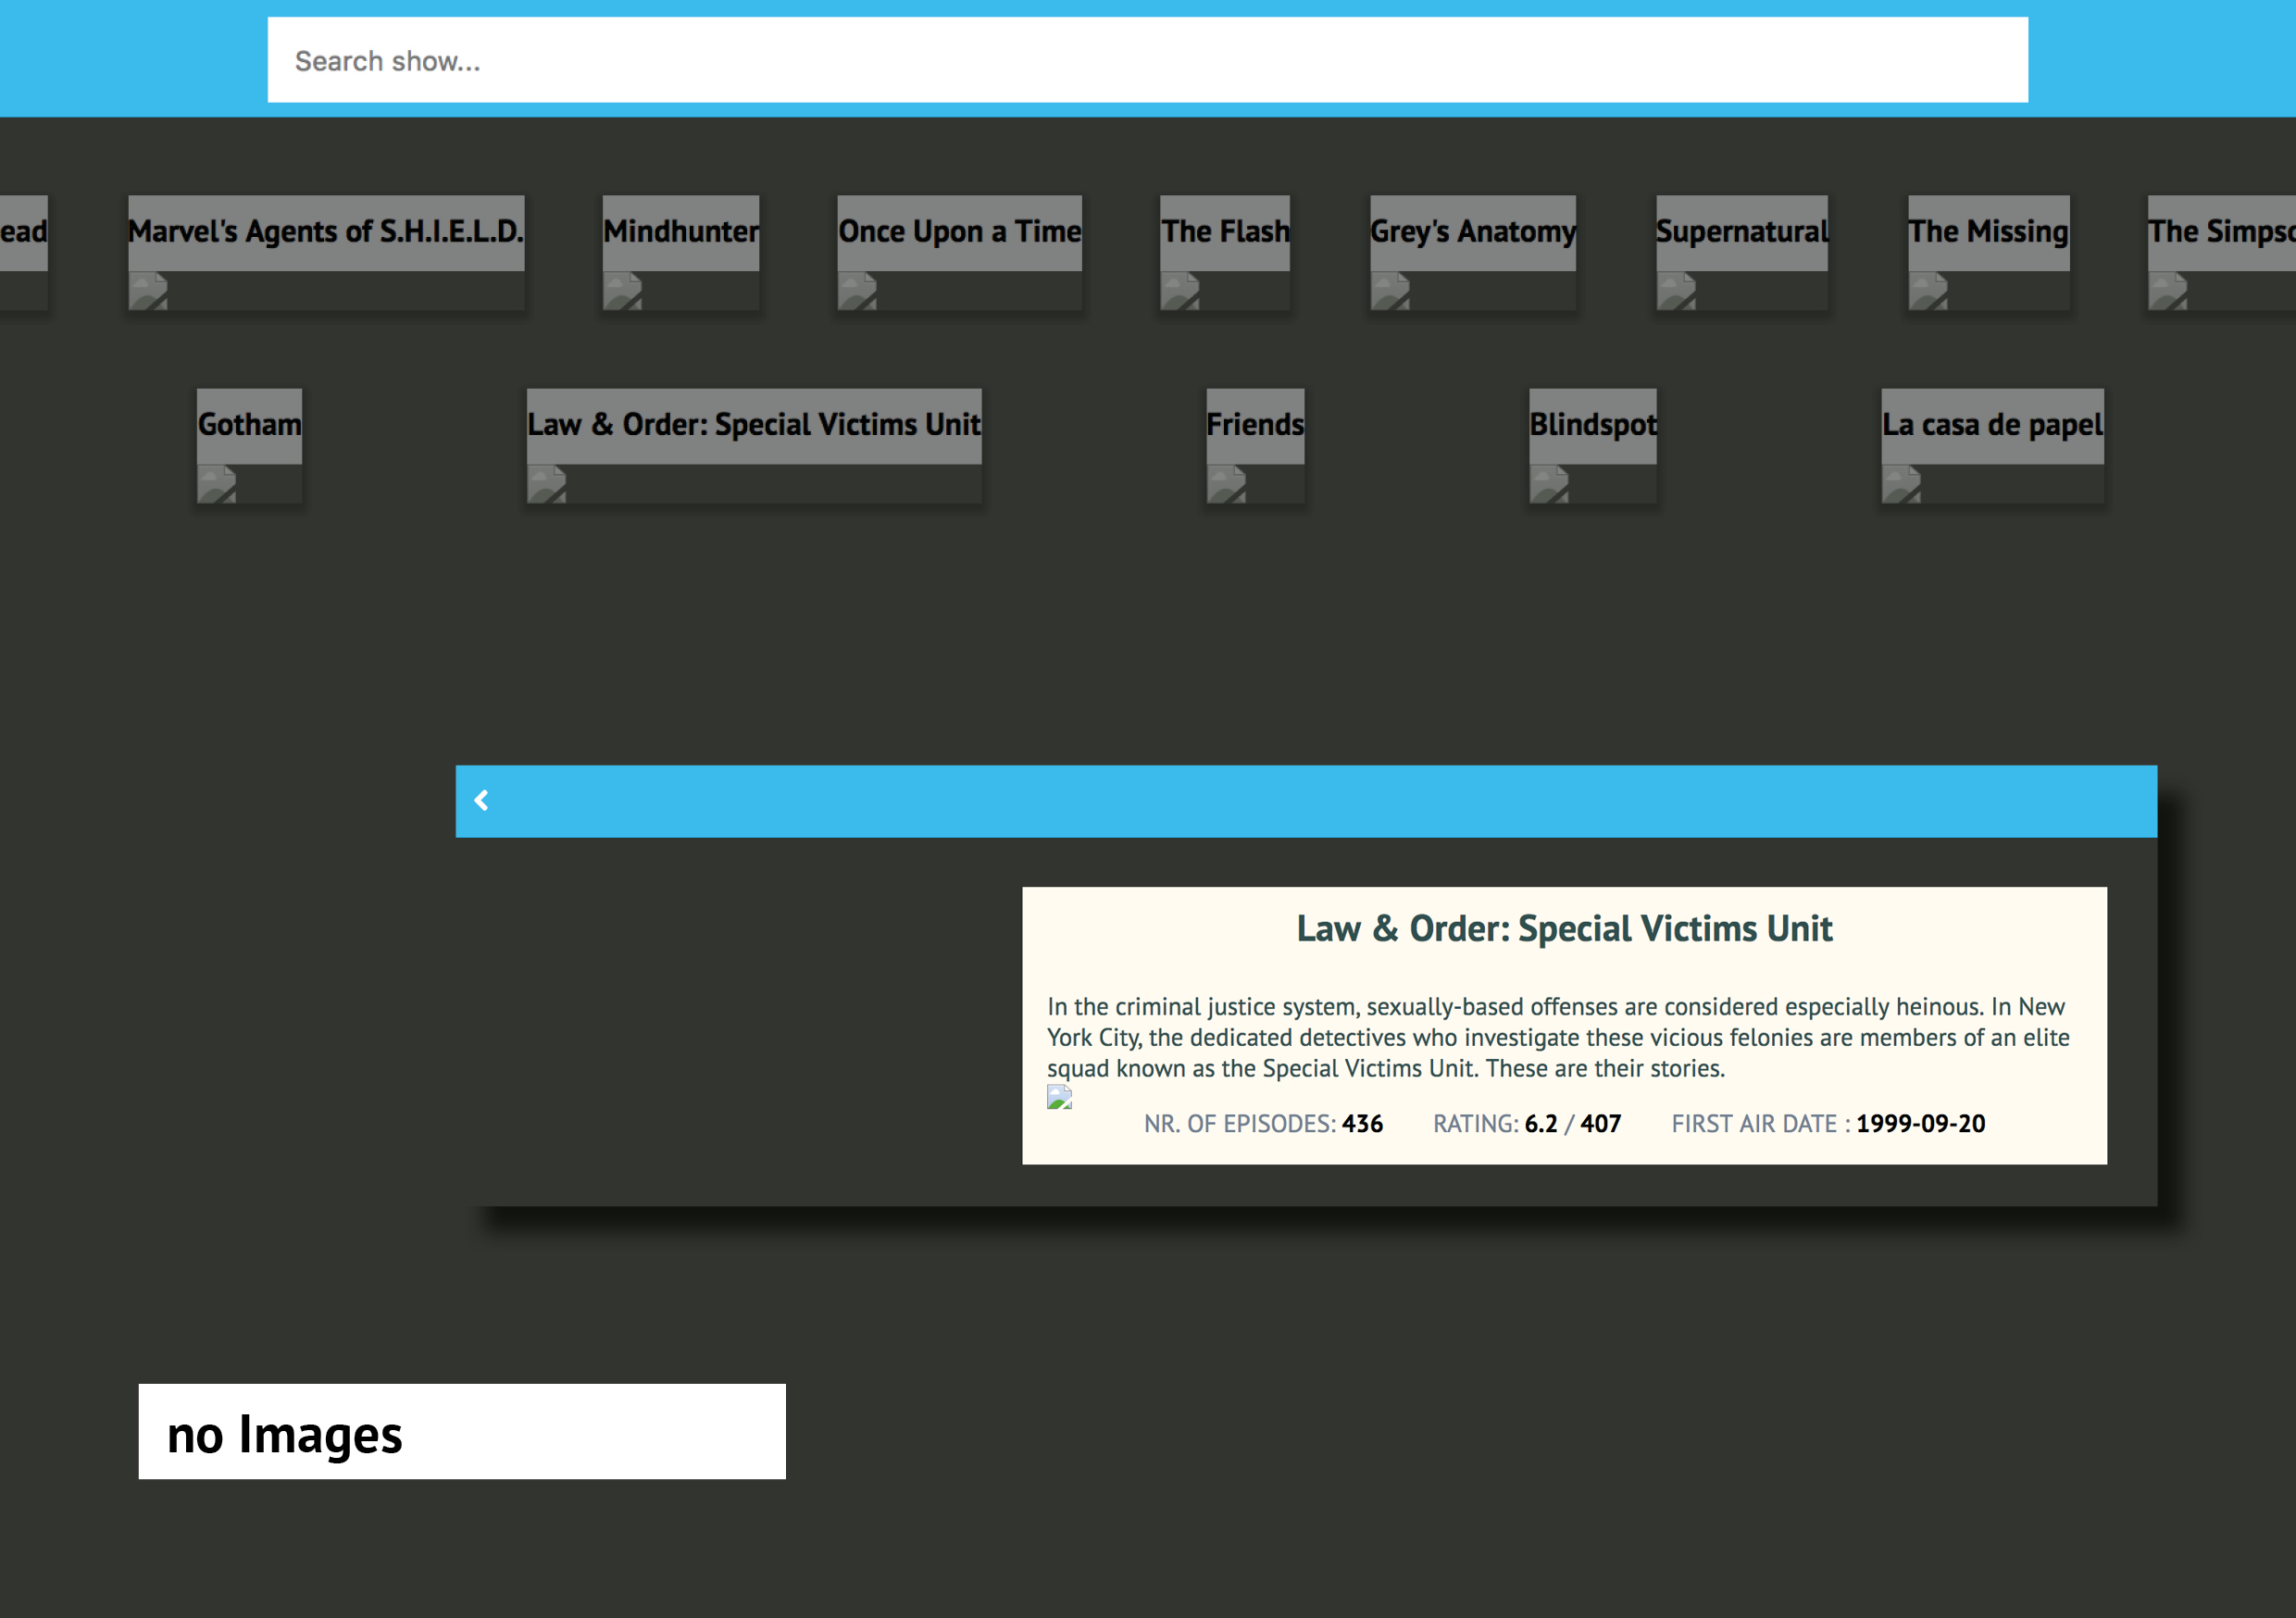 Search show...
ead
Marvel's Agents of S.H.I.E.L.D.
Mindhunter
Once Upon a Time
The Flash
Grey's Anatomy
Supernatural
The Missing
The Simpso
Gotham
Law & Order: Special Victims Unit
Friends
Blindspot
La casa de papel
Law & Order: Special Victims Unit
In the criminal justice system, sexually-based offenses are considered especially heinous. In New
York City, the dedicated detectives who investigate these vicious felonies are members of an elite
squad known as the Special Victims Unit. These are their stories.
NR. OF EPISODES: 436 RATING: 6.2 / 407 FIRST AIR DATE : 1999-09-20
no Images